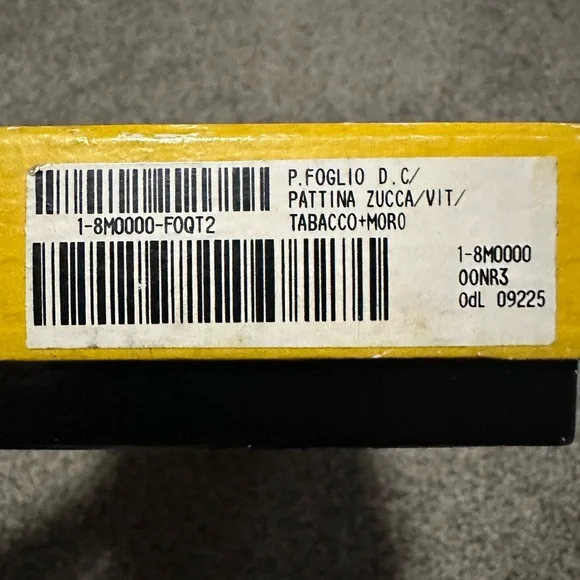 P.FOGLIO D.C/
PATTINA ZUCCA/VIT/
TABACCO+MORO
1-8M0000-F0QT2
1-8M0000
00NR3
OdL 09225